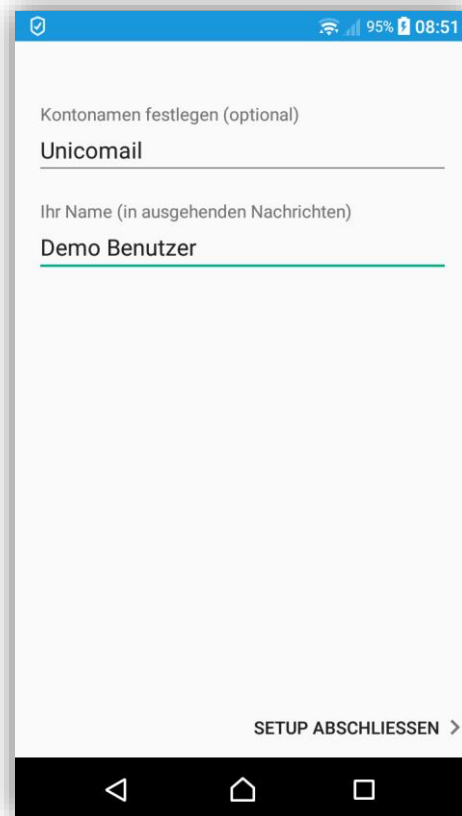 95% 08:51
Kontonamen festlegen (optional)
Unicomail
Ihr Name (in ausgehenden Nachrichten)
Demo Benutzer
SETUP ABSCHLIESSEN